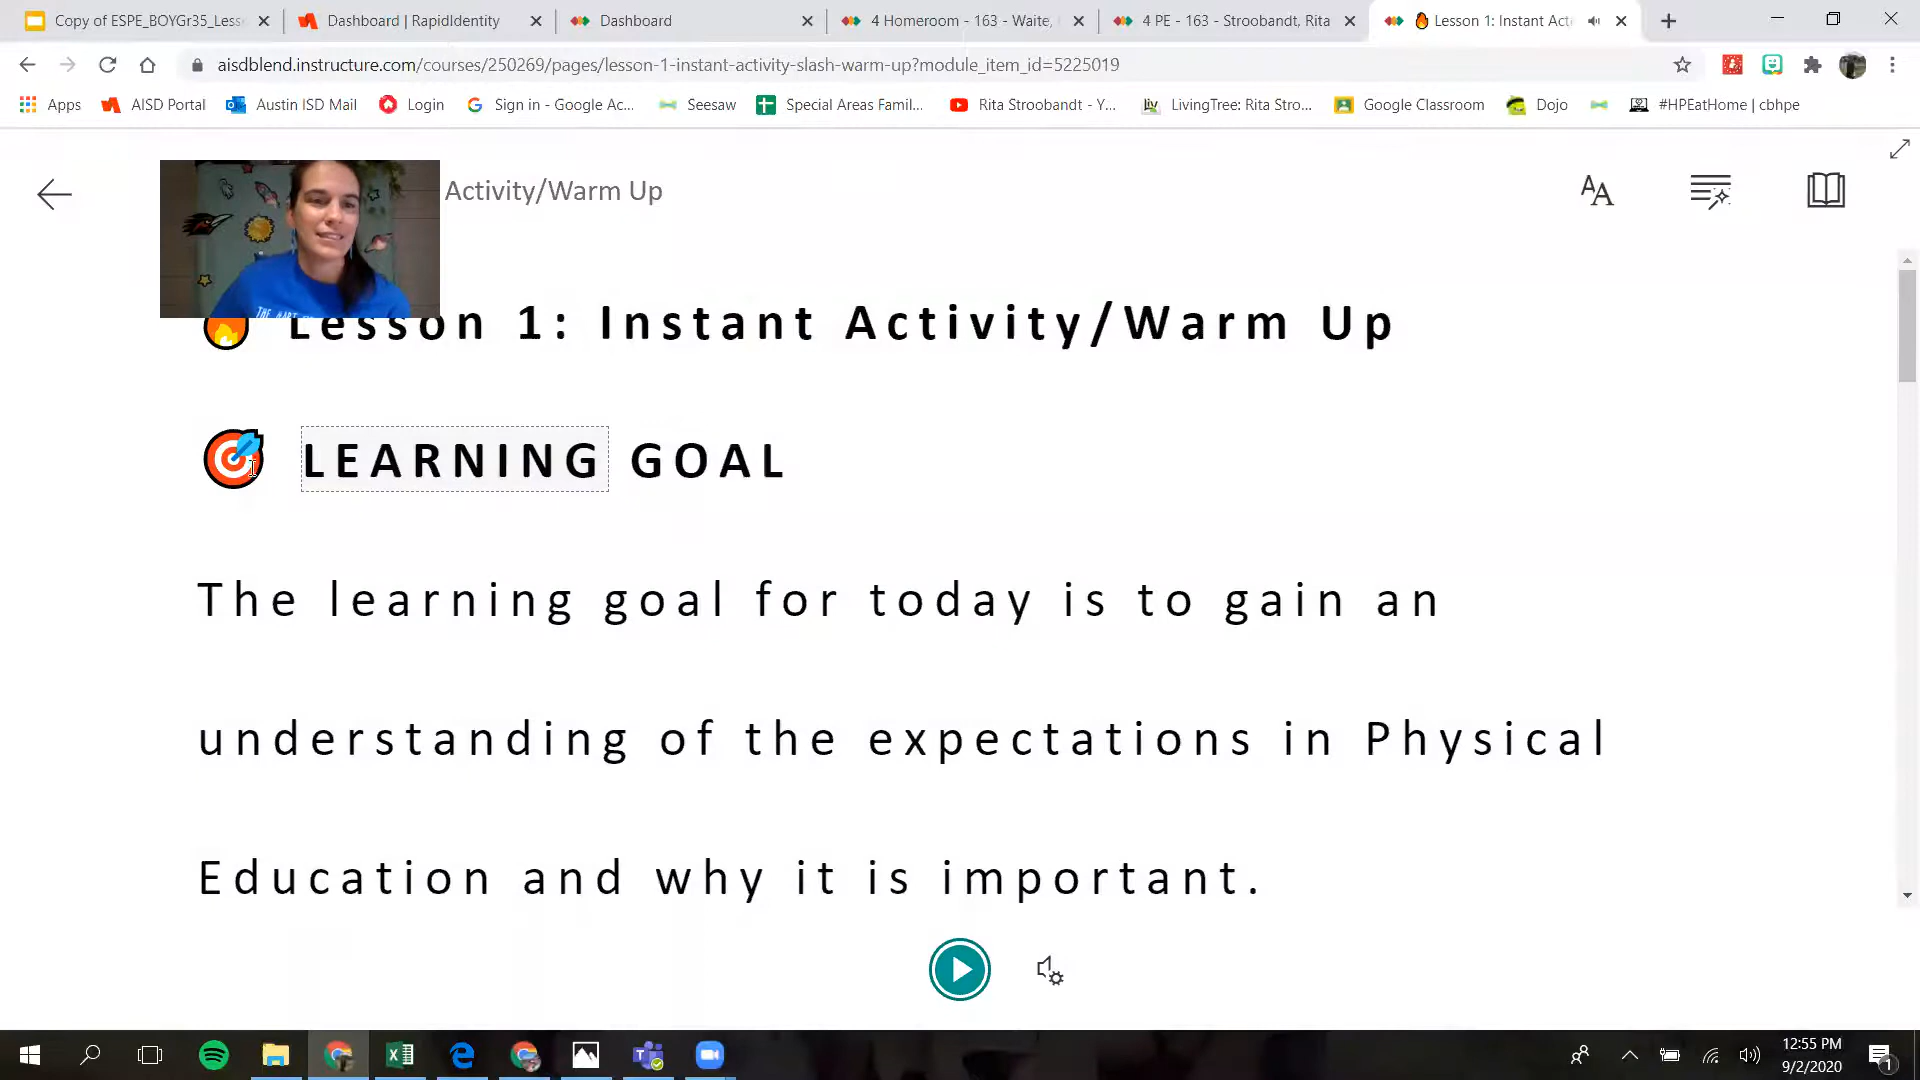 Copy of ESPE_BOYGr35_Less
Dashboard | RapidIdentity
Dashboard
4 Homeroom - 163 - Waite,
4 PE - 163 - Stroobandt, Rita
Lesson 1: Instant Acti
aisdblend.instructure.com/courses/250269/pages/lesson-1-instant-activity-slash-warm-up?module_item_id=5225019
Apps
AISD Portal
Austin ISD Mail
Login
Sign in - Google Ac...
Seesaw
Special Areas Famil...
Rita Stroobandt - Y...
LivingTree: Rita Stro...
Google Classroom
Dojo
#HPEatHome | cbhpe
Activity/Warm Up
Lesson 1: Instant Activity/Warm Up
LEARNING GOAL
The learning goal for today is to gain an
understanding of the expectations in Physical
Education and why it is important.
12:55 PM
9/2/2020
1